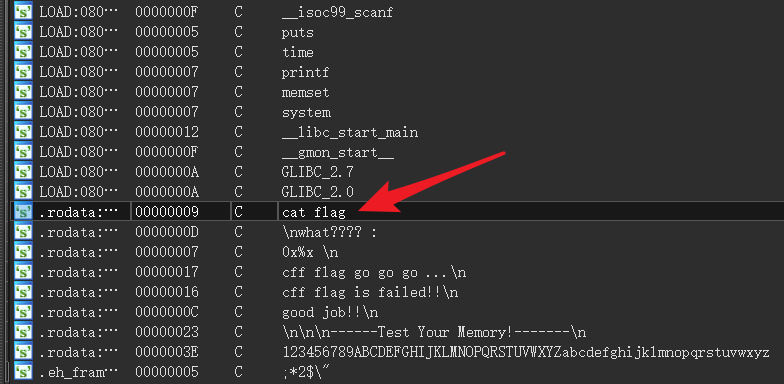 's' LOAD:080… 0000000F C __isoc99_scanf
's' LOAD:080… 00000005 C puts
's' LOAD:080… 00000005 C time
's' LOAD:080… 00000007 C printf
's' LOAD:080… 00000007 C memset
's' LOAD:080… 00000007 C system
's' LOAD:080… 00000012 C __libc_start_main
's' LOAD:080… 0000000F C __gmon_start__
's' LOAD:080… 0000000A C GLIBC_2.7
's' LOAD:080… 0000000A C GLIBC_2.0
's' .rodata:… 00000009 C cat flag
's' .rodata:… 0000000D C \nwhat???? :
's' .rodata:… 00000007 C 0x%x \n
's' .rodata:… 00000017 C cff flag go go go ...\n
's' .rodata:… 00000016 C cff flag is failed!!\n
's' .rodata:… 0000000C C good job!!\n
's' .rodata:… 00000023 C \n\n\n------Test Your Memory!-------\n
's' .rodata:… 0000003E C 123456789ABCDEFGHIJKLMNOPQRSTUVWXYZabcdefghijklmnopqrstuvwxyz
's' .eh_fram… 00000005 C ;*2$\"